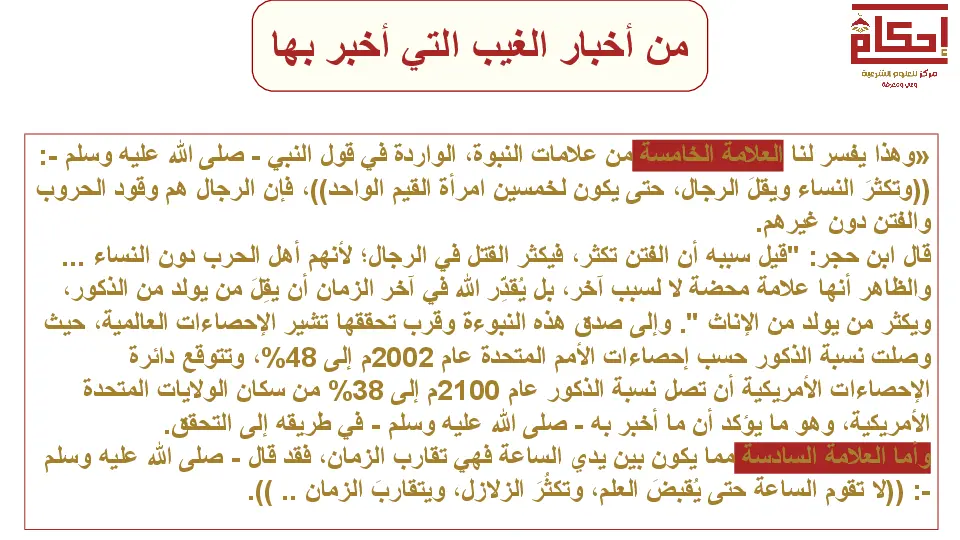 من أخبار الغيب التي أخبر بها
إحكام
مركز للعلوم الشرعية
وعي ومعرفة
«وهذا يفسر لنا العلامة الخامسة من علامات النبوة، الواردة في قول النبي - صلى الله عليه وسلم -:
((وتكثرَ النساء ويقلَ الرجال، حتى يكون لخمسين امرأة القيم الواحد))، فإن الرجال هم وقود الحروب
والفتن دون غيرهم.
قال ابن حجر: "قيل سببه أن الفتن تكثر، فيكثر القتل في الرجال؛ لأنهم أهل الحرب دون النساء ...
والظاهر أنها علامة محضة لا لسبب آخر، بل يُقدِّر الله في آخر الزمان أن يقِلَ من يولد من الذكور،
ويكثر من يولد من الإناث ". وإلى صدق هذه النبوءة وقرب تحققها تشير الإحصاءات العالمية، حيث
وصلت نسبة الذكور حسب إحصاءات الأمم المتحدة عام 2002م إلى 48%، وتتوقع دائرة
الإحصاءات الأمريكية أن تصل نسبة الذكور عام 2100م إلى 38% من سكان الولايات المتحدة
الأمريكية، وهو ما يؤكد أن ما أخبر به - صلى الله عليه وسلم - في طريقه إلى التحقق.
وأما العلامة السادسة مما يكون بين يدي الساعة فهي تقارب الزمان، فقد قال - صلى الله عليه وسلم
-: ((لا تقوم الساعة حتى يُقبضَ العلم، وتكثُرَ الزلازل، ويتقاربَ الزمان .. )).